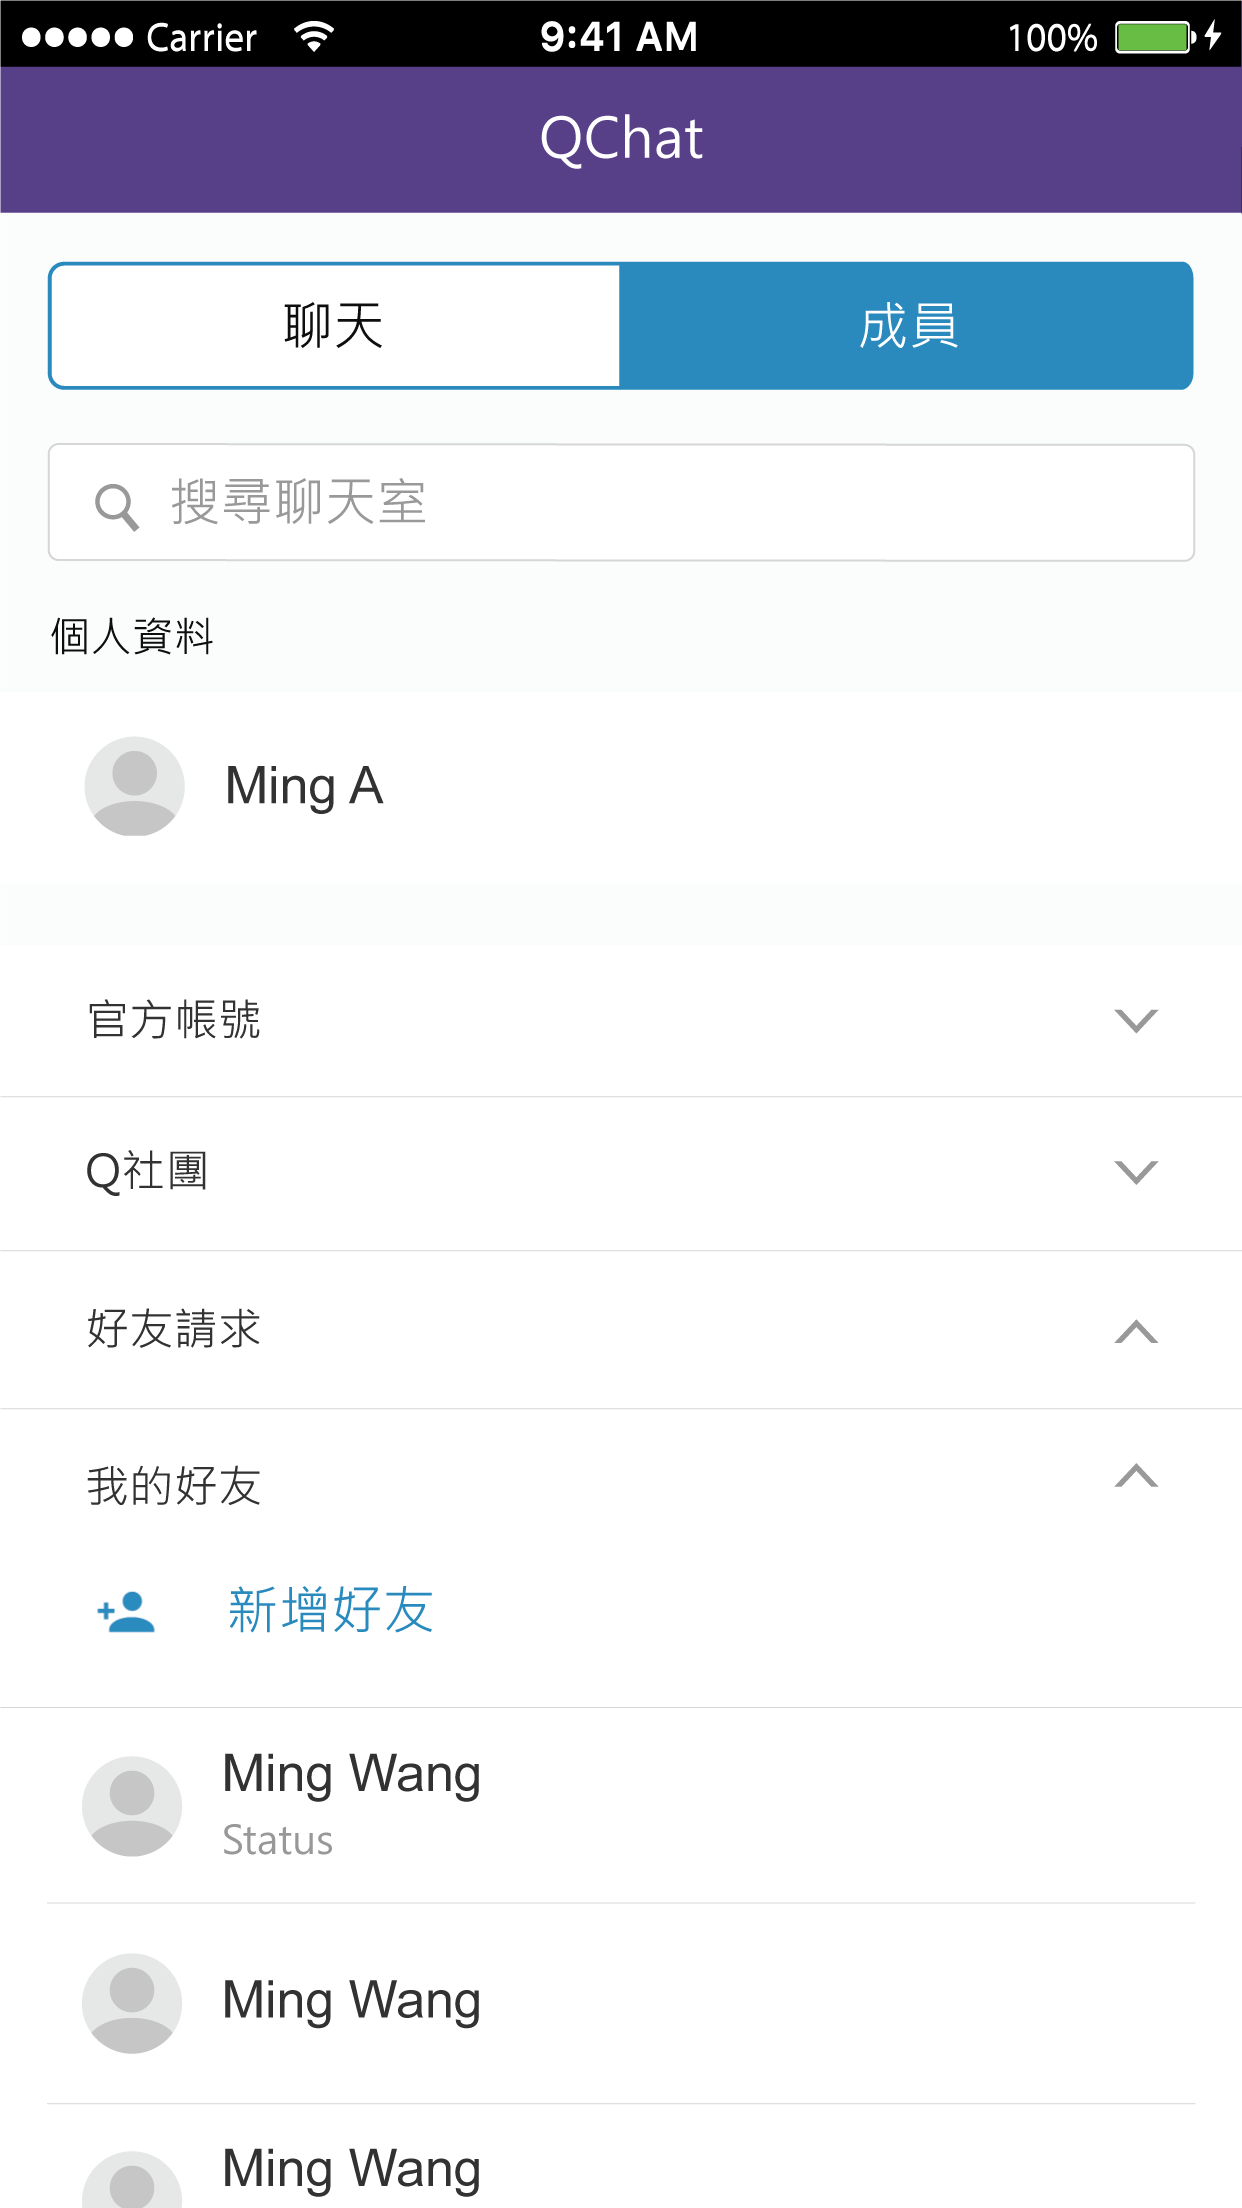 Carrier 9:41 AM 100%
QChat
聊天 成員
搜尋聊天室
個人資料
Ming A
官方帳號
Q社團
好友請求
我的好友
新增好友
Ming Wang
Status
Ming Wang
Ming Wang